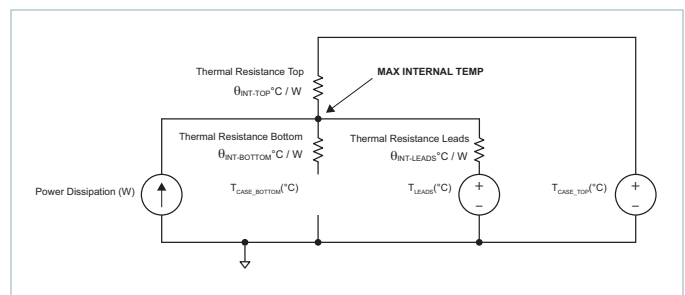 Thermal Resistance Top
θINT-TOP°C / W
MAX INTERNAL TEMP
Thermal Resistance Bottom
θINT-BOTTOM°C / W
Thermal Resistance Leads
θINT-LEADS°C / W
Power Dissipation (W)
TCASE_BOTTOM(°C)
TLEADS(°C)
+
–
TCASE_TOP(°C)
+
–